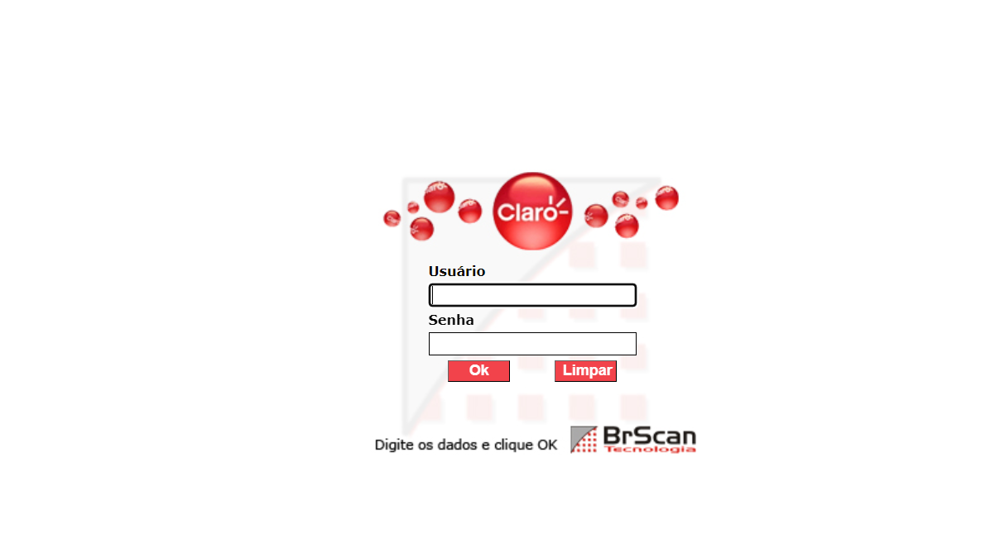 Claro
Usuário
Senha
Ok
Limpar
Digite os dados e clique OK
BrScan
Tecnologia